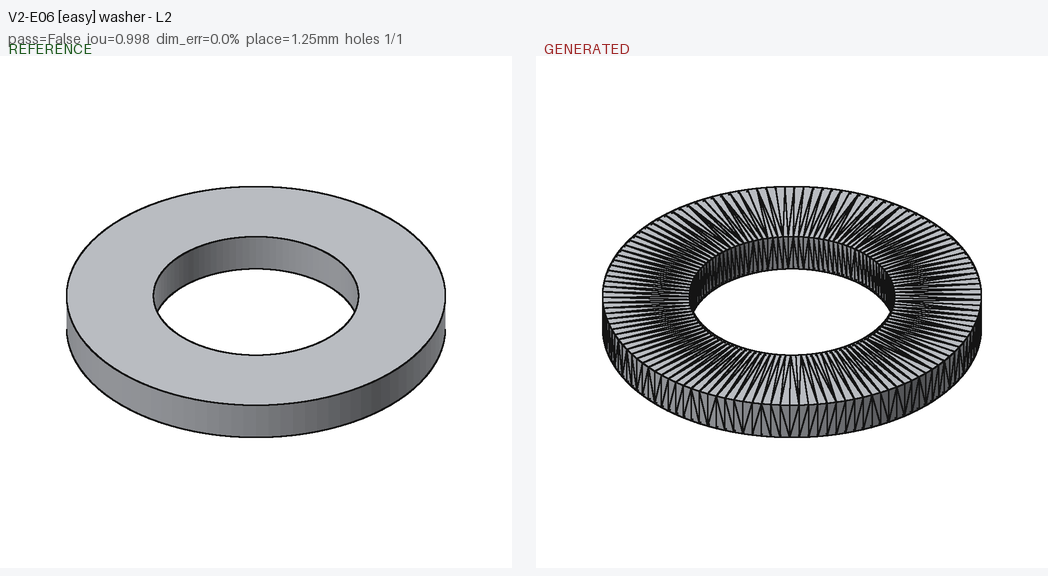 V2-E06 [easy] washer - L2
pass=False iou=0.998 dim_err=0.0% place=1.25mm holes 1/1
REFERENCE
GENERATED